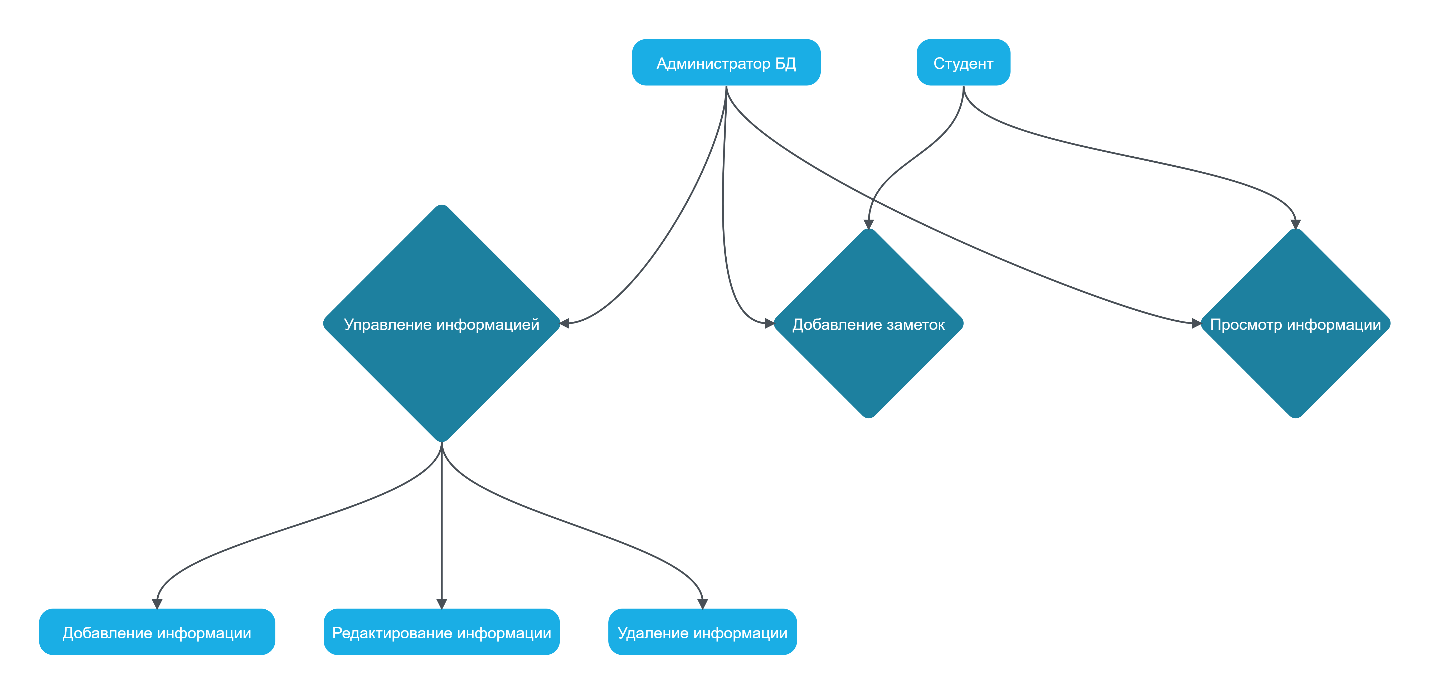 Администратор БД
Студент
Управление информацией
Добавление заметок
Просмотр информации
Добавление информации
Редактирование информации
Удаление информации